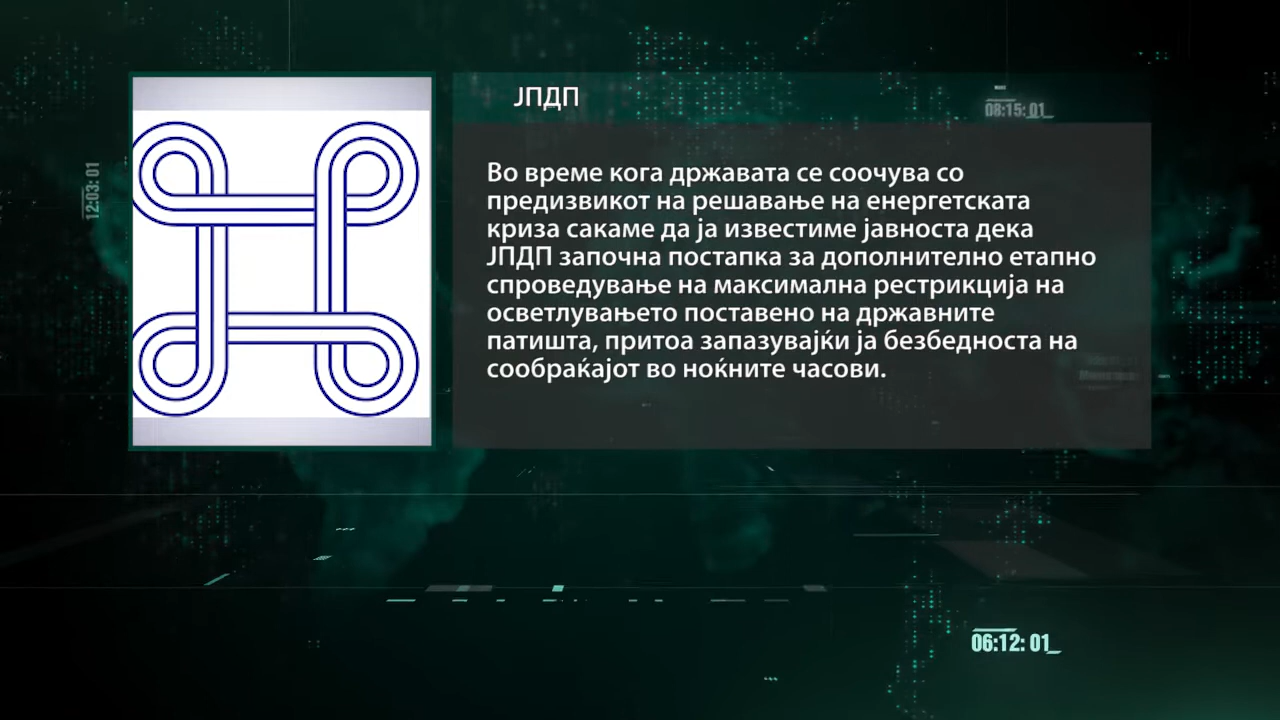 ЈПДП
08:15: 01
12:03: 01
Во време кога државата се соочува со
предизвикот на решавање на енергетската
криза сакаме да ја известиме јавноста дека
ЈПДП започна постапка за дополнително етапно
спроведување на максимална рестрикција на
осветлувањето поставено на државните
патишта, притоа запазувајќи ја безбедноста на
сообраќајот во ноќните часови.
06:12: 01